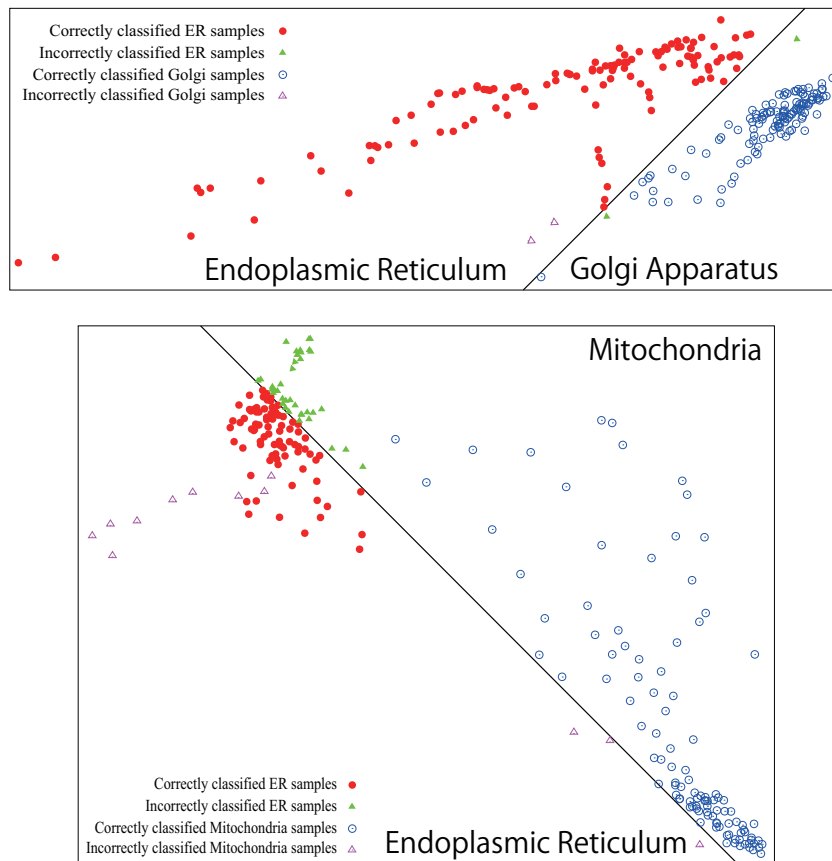 Correctly classified ER samples
Incorrectly classified ER samples
Correctly classified Golgi samples
Incorrectly classified Golgi samples
Endoplasmic Reticulum
Golgi Apparatus
Mitochondria
Correctly classified ER samples
Incorrectly classified ER samples
Correctly classified Mitochondria samples
Incorrectly classified Mitochondria samples
Endoplasmic Reticulum